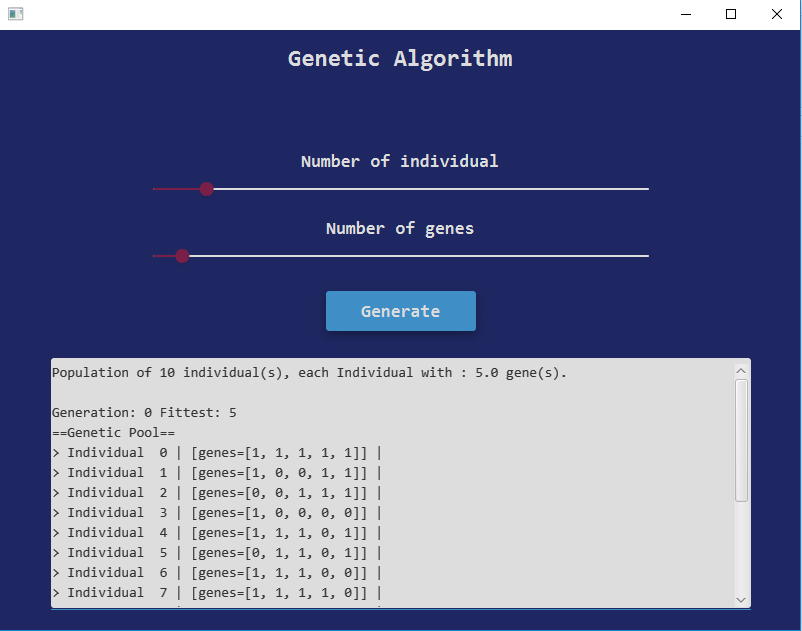 Genetic Algorithm
Number of individual
Number of genes
Generate
Population of 10 individual(s), each Individual with : 5.0 gene(s).
Generation: 0 Fittest: 5
==Genetic Pool==
> Individual  0 | [genes=[1, 1, 1, 1, 1]] |
> Individual  1 | [genes=[1, 0, 0, 1, 1]] |
> Individual  2 | [genes=[0, 0, 1, 1, 1]] |
> Individual  3 | [genes=[1, 0, 0, 0, 0]] |
> Individual  4 | [genes=[1, 1, 1, 0, 1]] |
> Individual  5 | [genes=[0, 1, 1, 0, 1]] |
> Individual  6 | [genes=[1, 1, 1, 0, 0]] |
> Individual  7 | [genes=[1, 1, 1, 1, 0]] |